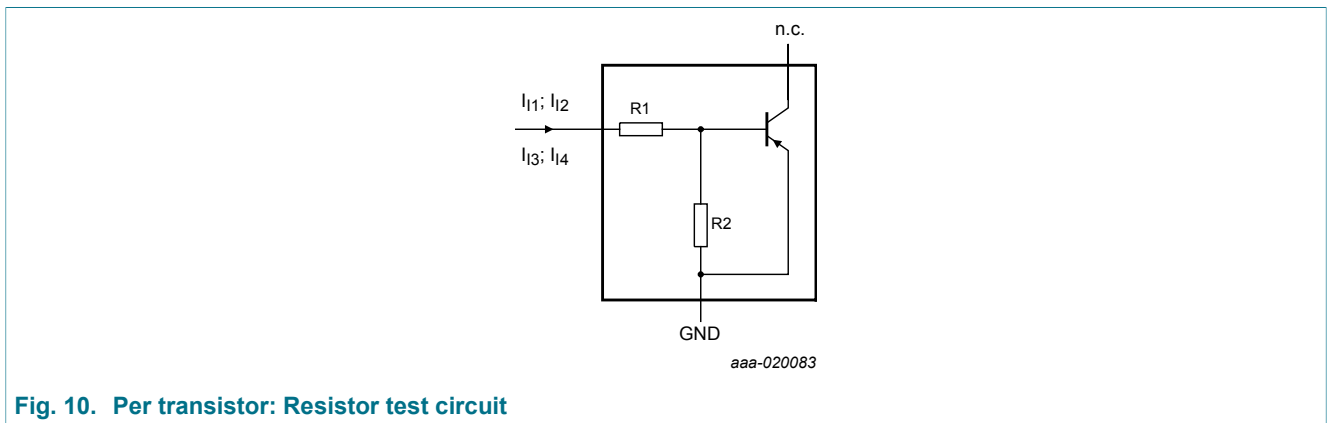 n.c.
I_I1; I_I2
R1
I_I3; I_I4
R2
GND
aaa-020083
Fig. 10. Per transistor: Resistor test circuit